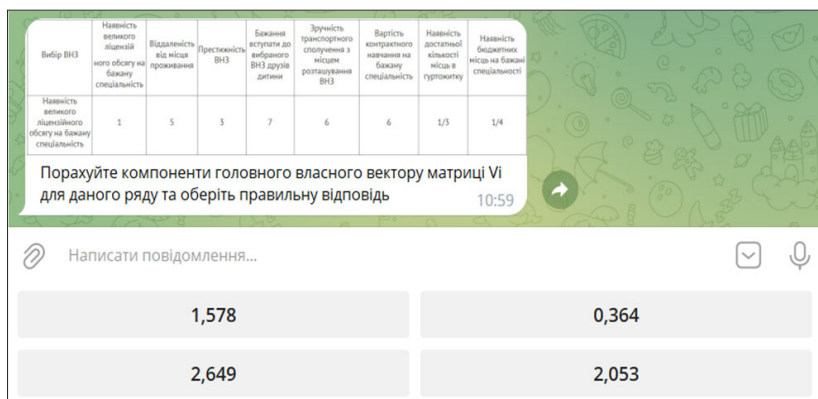 Вибір ВНЗ
Наявність
великого
ліцензій
ного обсягу на
бажану
спеціальність
Віддаленість
від місця
проживання
Престижність
ВНЗ
Бажання
вступати до
вибраного
ВНЗ друзів
дитини
Зручність
транспортного
сполучення з
місцем
розташування
ВНЗ
Вартість
контрактного
навчання на
бажану
спеціальність
Наявність
достатньої
кількості
місць в
гуртожитку
Наявність
бюджетних
місць на бажані
спеціальності
Наявність
великого
ліцензійного
обсягу на бажану
спеціальність
1 5 3 7 6 6 1/3 1/4
Порахуйте компоненти головного власного вектору матриці Vi
для даного ряду та оберіть правильну відповідь
10:59
Написати повідомлення...
1,578 0,364
2,649 2,053